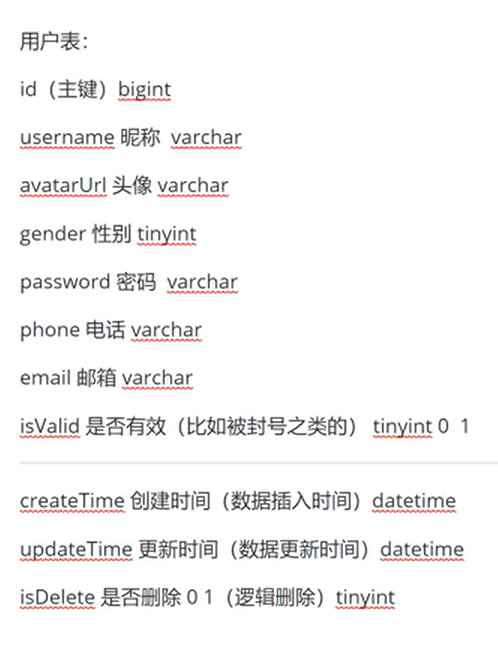 用户表：
id（主键）bigint
username 昵称 varchar
avatarUrl 头像 varchar
gender 性别 tinyint
password 密码 varchar
phone 电话 varchar
email 邮箱 varchar
isValid 是否有效（比如被封号之类的） tinyint 0 1
createTime 创建时间（数据插入时间）datetime
updateTime 更新时间（数据更新时间）datetime
isDelete 是否删除 0 1（逻辑删除）tinyint